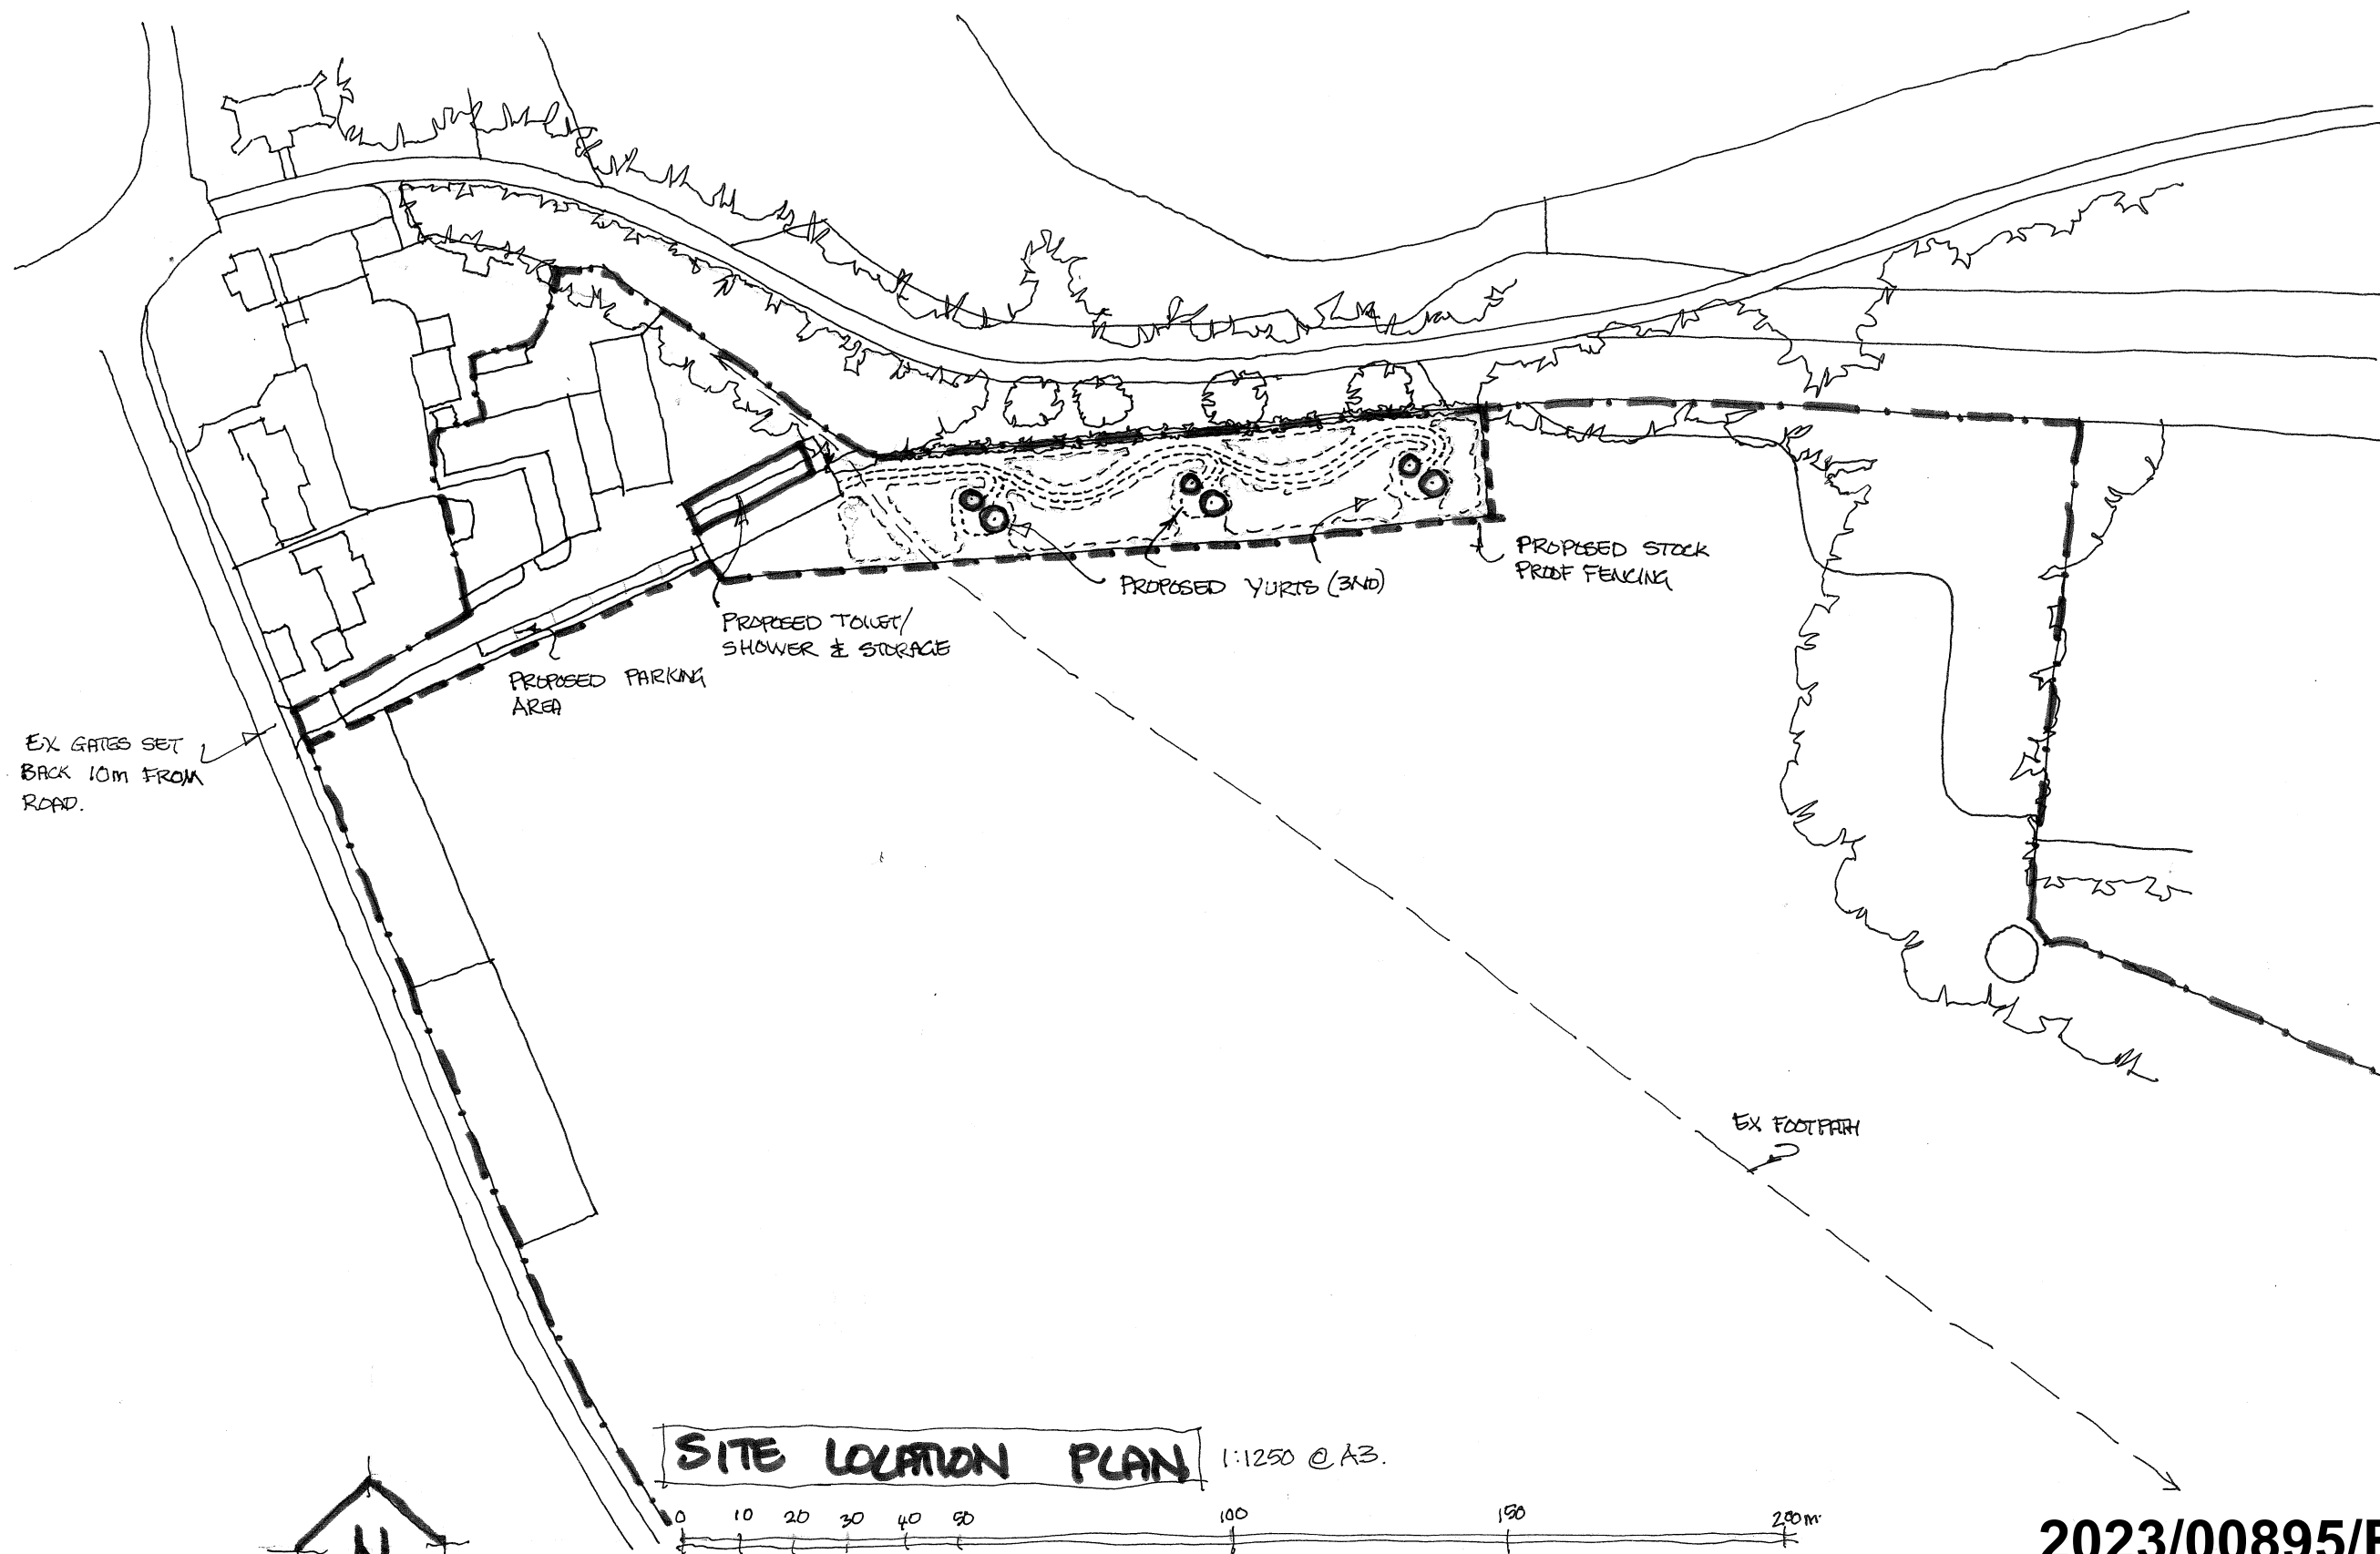 PROPOSED STOCK
PROOF FENCING
PROPOSED YURTS (3NO)
PROPOSED TOILET/
SHOWER & STORAGE
PROPOSED PARKING
AREA
EX GATES SET
BACK 10m FROM
ROAD.
EX FOOTPATH
SITE LOCATION PLAN 1:1250 @ A3.
0 10 20 30 40 50 100 150 200m.
N
2023/00895/